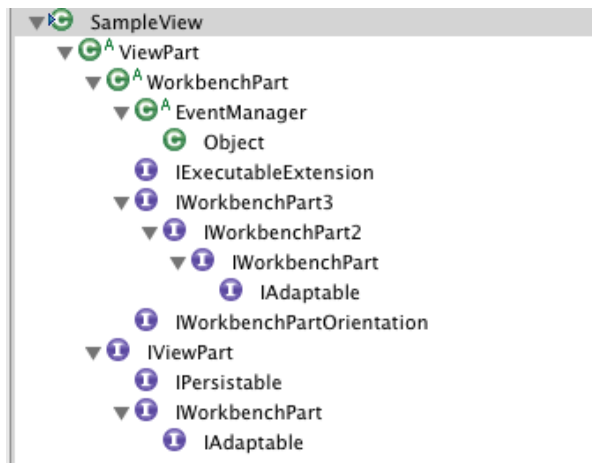 SampleView
A ViewPart
A WorkbenchPart
A EventManager
Object
IExecutableExtension
IWorkbenchPart3
IWorkbenchPart2
IWorkbenchPart
IAdaptable
IWorkbenchPartOrientation
IViewPart
IPersistable
IWorkbenchPart
IAdaptable